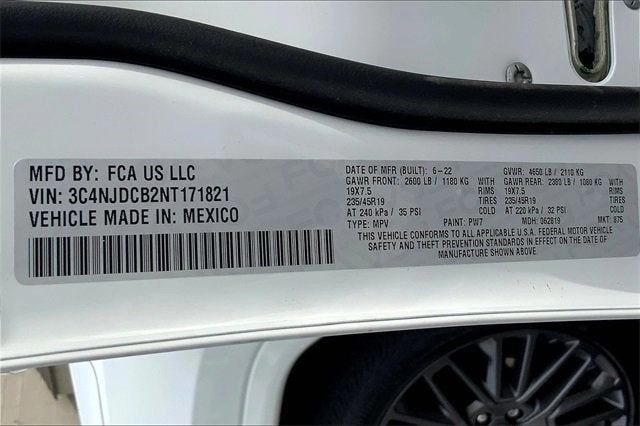 MFD BY: FCA US LLC
VIN: 3C4NJDCB2NT171821
VEHICLE MADE IN: MEXICO
DATE OF MFR (BUILT): 6-22 GVWR: 4650 LB / 2110 KG
GAWR FRONT: 2600 LB / 1180 KG WITH GAWR REAR: 2380 LB / 1080 KG WITH
19X7.5 RIMS 19X7.5 RIMS
235/45R19 TIRES 235/45R19 TIRES
AT 240 kPa / 35 PSI COLD AT 220 kPa / 32 PSI COLD
TYPE: MPV PAINT: PW7 MDH: 062819 MKT: 875
THIS VEHICLE CONFORMS TO ALL APPLICABLE U.S.A. FEDERAL MOTOR VEHICLE
SAFETY AND THEFT PREVENTION STANDARDS IN EFFECT ON THE DATE OF
MANUFACTURE SHOWN ABOVE.